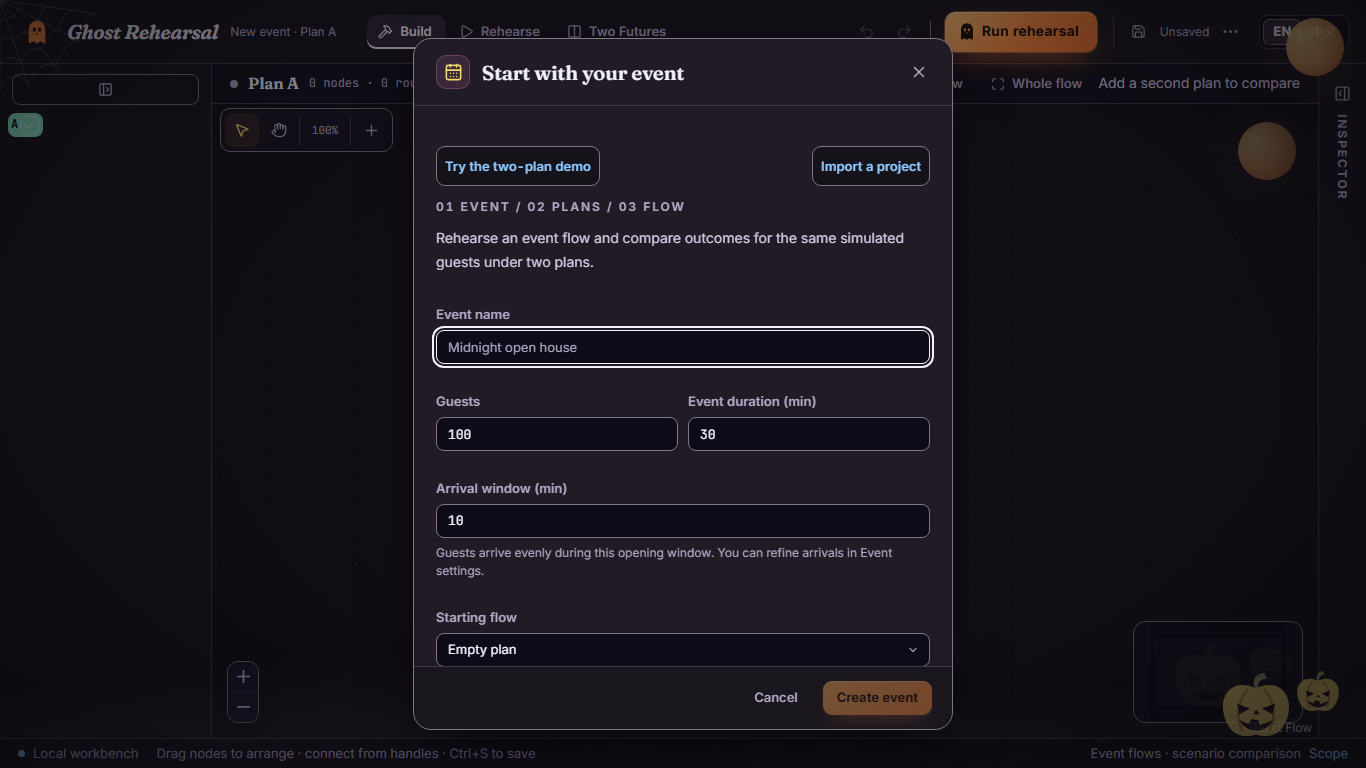 Ghost Rehearsal
New event · Plan A
Build
Rehearse
Two Futures
Run rehearsal
Unsaved
EN
中文
Plan A
0 nodes · 0 rou
w
Whole flow
Add a second plan to compare
A
100%
INSPECTOR
Start with your event
Try the two-plan demo
Import a project
01 EVENT / 02 PLANS / 03 FLOW
Rehearse an event flow and compare outcomes for the same simulated
guests under two plans.
Event name
Midnight open house
Guests
Event duration (min)
100
30
Arrival window (min)
10
Guests arrive evenly during this opening window. You can refine arrivals in Event
settings.
Starting flow
Empty plan
Cancel
Create event
Flow
Local workbench
Drag nodes to arrange · connect from handles · Ctrl+S to save
Event flows · scenario comparison
Scope